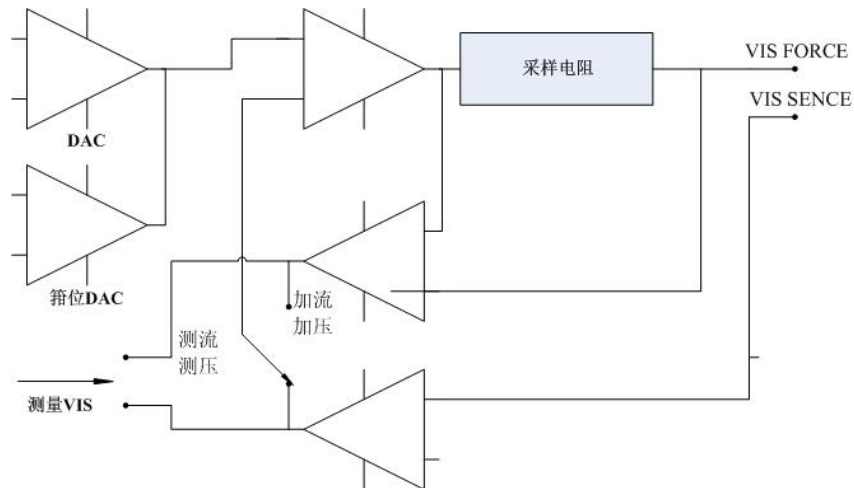 采样电阻
VIS FORCE
VIS SENCE
DAC
箝位DAC
加流
加压
测流
测压
测量VIS